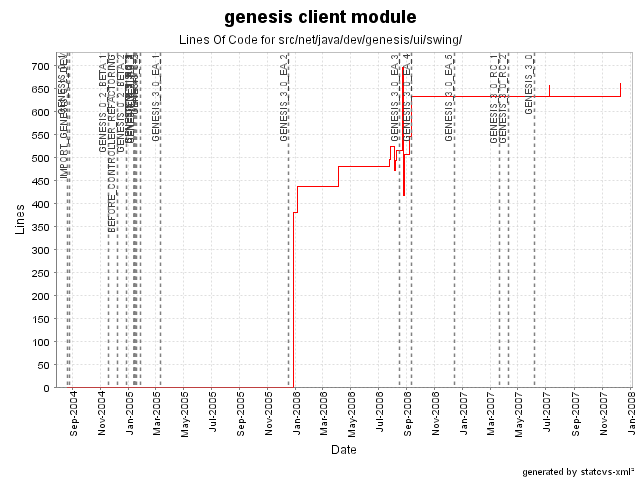 genesis client module
Lines Of Code for src/net/java/dev/genesis/ui/swing/
700
650
600
550
500
450
400
350
300
250
200
150
100
50
0
Lines
BEFORE_CONTROLLER_REFACTORING
GENESIS_3_0_EA_1
GENESIS_3_0_EA_2
GENESIS_3_0_EA_3
GENESIS_3_0_EA_4
GENESIS_3_0_EA_5
GENESIS_3_0_RC_1
GENESIS_3_0_RC_2
GENESIS_3_0
Sep-2004
Nov-2004
Jan-2005
Mar-2005
May-2005
Jul-2005
Sep-2005
Nov-2005
Jan-2006
Mar-2006
May-2006
Jul-2006
Sep-2006
Nov-2006
Jan-2007
Mar-2007
May-2007
Jul-2007
Sep-2007
Nov-2007
Jan-2008
Date
generated by statcvs-xml²